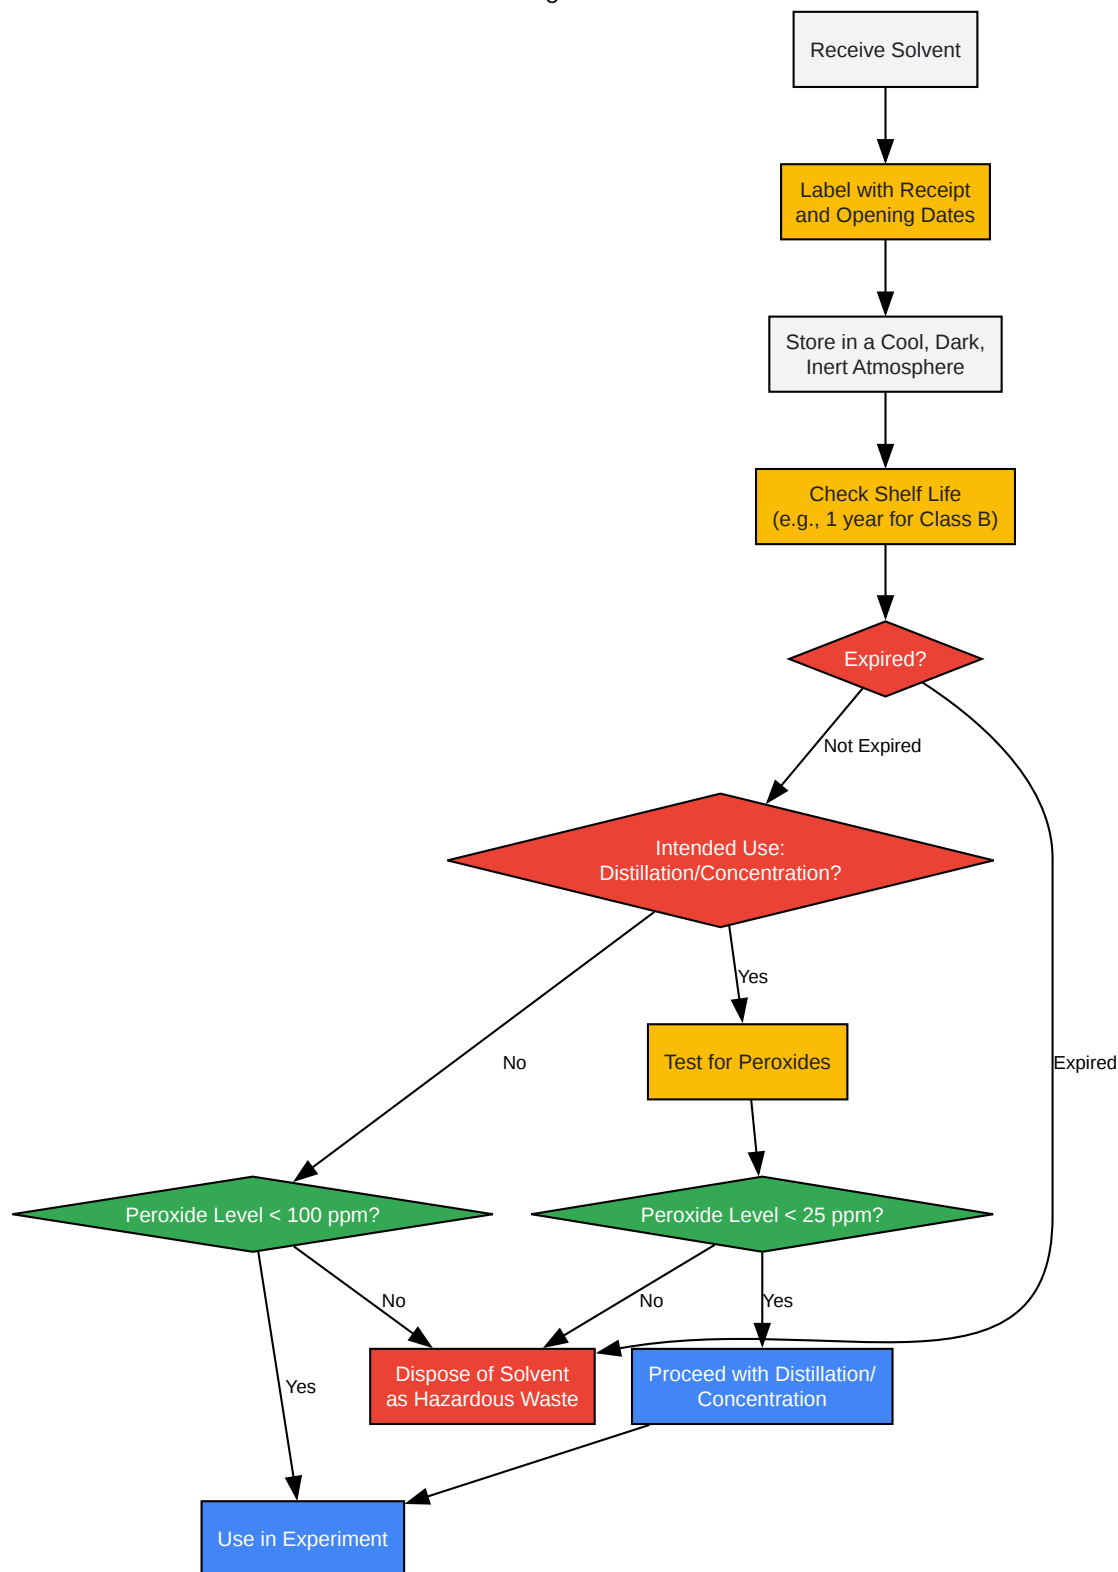 Receive Solvent
Label with Receipt
and Opening Dates
Store in a Cool, Dark,
Inert Atmosphere
Check Shelf Life
(e.g., 1 year for Class B)
Expired?
Not Expired
Intended Use:
Distillation/Concentration?
Yes
No
Test for Peroxides
Expired
Peroxide Level < 100 ppm?
Peroxide Level < 25 ppm?
No
No
Yes
Dispose of Solvent
as Hazardous Waste
Proceed with Distillation/
Concentration
Yes
Use in Experiment